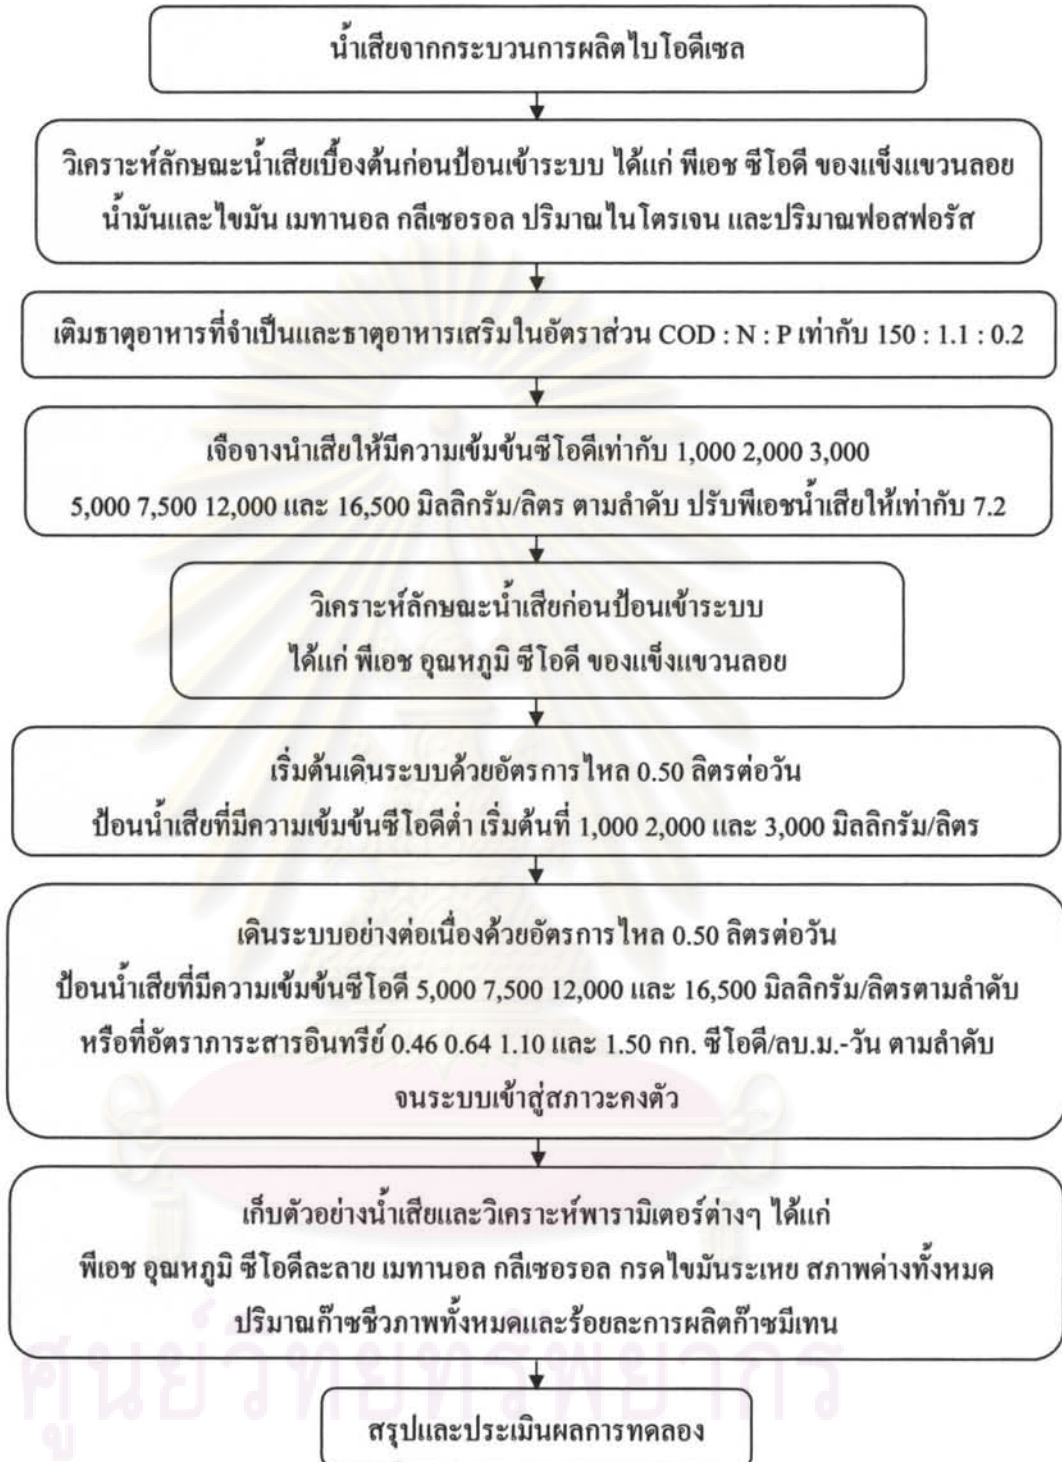 น้ำเสียจากกระบวนการผลิตไบโอดีเซล
วิเคราะห์ลักษณะน้ำเสียเบื้องต้นก่อนป้อนเข้าระบบ ได้แก่ พีเอช ซีโอดี ของแข็งแขวนลอย
น้ำมันและไขมัน เมทานอล กลีเซอรอล ปริมาณไนโตรเจน และปริมาณฟอสฟอรัส
เติมธาตุอาหารที่จำเป็นและธาตุอาหารเสริมในอัตราส่วน COD : N : P เท่ากับ 150 : 1.1 : 0.2
เจือจางน้ำเสียให้มีความเข้มข้นซีโอดีเท่ากับ 1,000 2,000 3,000
5,000 7,500 12,000 และ 16,500 มิลลิกรัม/ลิตร ตามลำดับ ปรับพีเอชน้ำเสียให้เท่ากับ 7.2
วิเคราะห์ลักษณะน้ำเสียก่อนป้อนเข้าระบบ
ได้แก่ พีเอช อุณหภูมิ ซีโอดี ของแข็งแขวนลอย
เริ่มต้นเดินระบบด้วยอัตรการไหล 0.50 ลิตรต่อวัน
ป้อนน้ำเสียที่มีความเข้มข้นซีโอดีต่ำ เริ่มต้นที่ 1,000 2,000 และ 3,000 มิลลิกรัม/ลิตร
เดินระบบอย่างต่อเนื่องด้วยอัตรการไหล 0.50 ลิตรต่อวัน
ป้อนน้ำเสียที่มีความเข้มข้นซีโอดี 5,000 7,500 12,000 และ 16,500 มิลลิกรัม/ลิตรตามลำดับ
หรือที่อัตราภาระสารอินทรีย์ 0.46 0.64 1.10 และ 1.50 กก. ซีโอดี/ลบ.ม.-วัน ตามลำดับ
จนระบบเข้าสู่สภาวะคงตัว
เก็บตัวอย่างน้ำเสียและวิเคราะห์พารามิเตอร์ต่างๆ ได้แก่
พีเอช อุณหภูมิ ซีโอดีละลาย เมทานอล กลีเซอรอล กรดไขมันระเหย สภาพด่างทั้งหมด
ปริมาณก๊าซชีวภาพทั้งหมดและร้อยละการผลิตก๊าซมีเทน
ศูนย์วิทยทรัพยากร
สรุปและประเมินผลการทดลอง